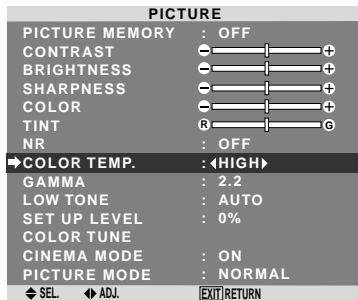 PICTURE
PICTURE MEMORY : OFF
CONTRAST
BRIGHTNESS
SHARPNESS
COLOR
TINT R G
NR : OFF
COLOR TEMP. : HIGH
GAMMA : 2.2
LOW TONE : AUTO
SET UP LEVEL : 0%
COLOR TUNE
CINEMA MODE : ON
PICTURE MODE : NORMAL
SEL. ADJ. EXIT RETURN